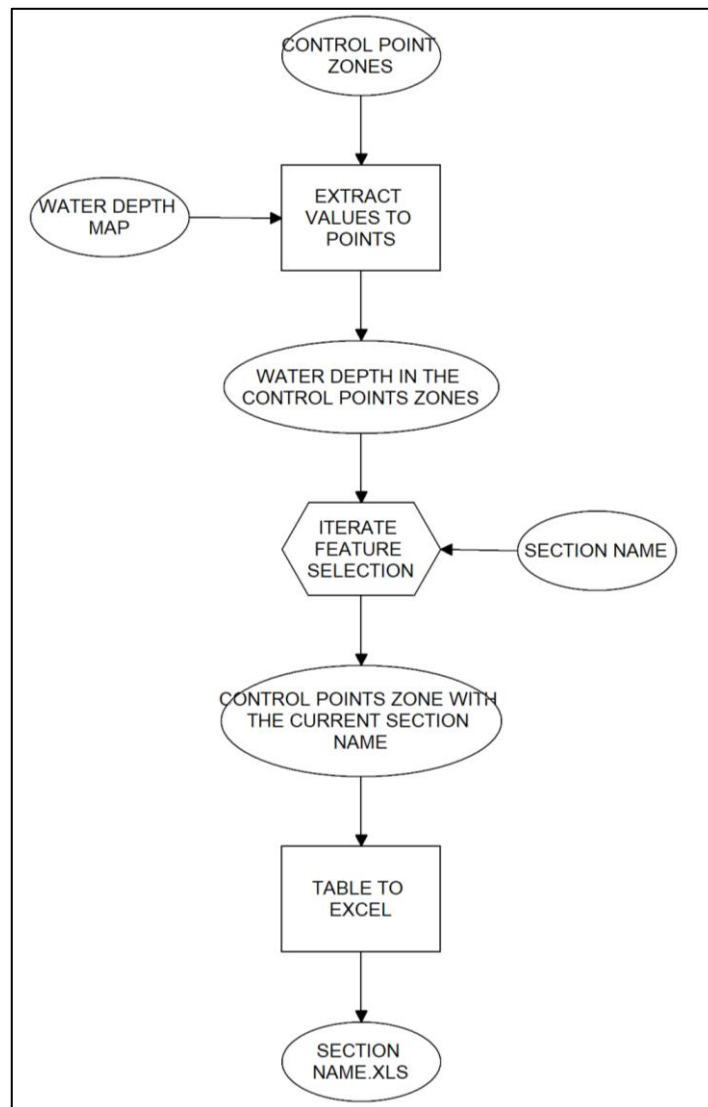 CONTROL POINT
ZONES
WATER DEPTH
MAP
EXTRACT
VALUES TO
POINTS
WATER DEPTH IN THE
CONTROL POINTS ZONES
ITERATE
FEATURE
SELECTION
SECTION NAME
CONTROL POINTS ZONE WITH
THE CURRENT SECTION
NAME
TABLE TO
EXCEL
SECTION
NAME.XLS